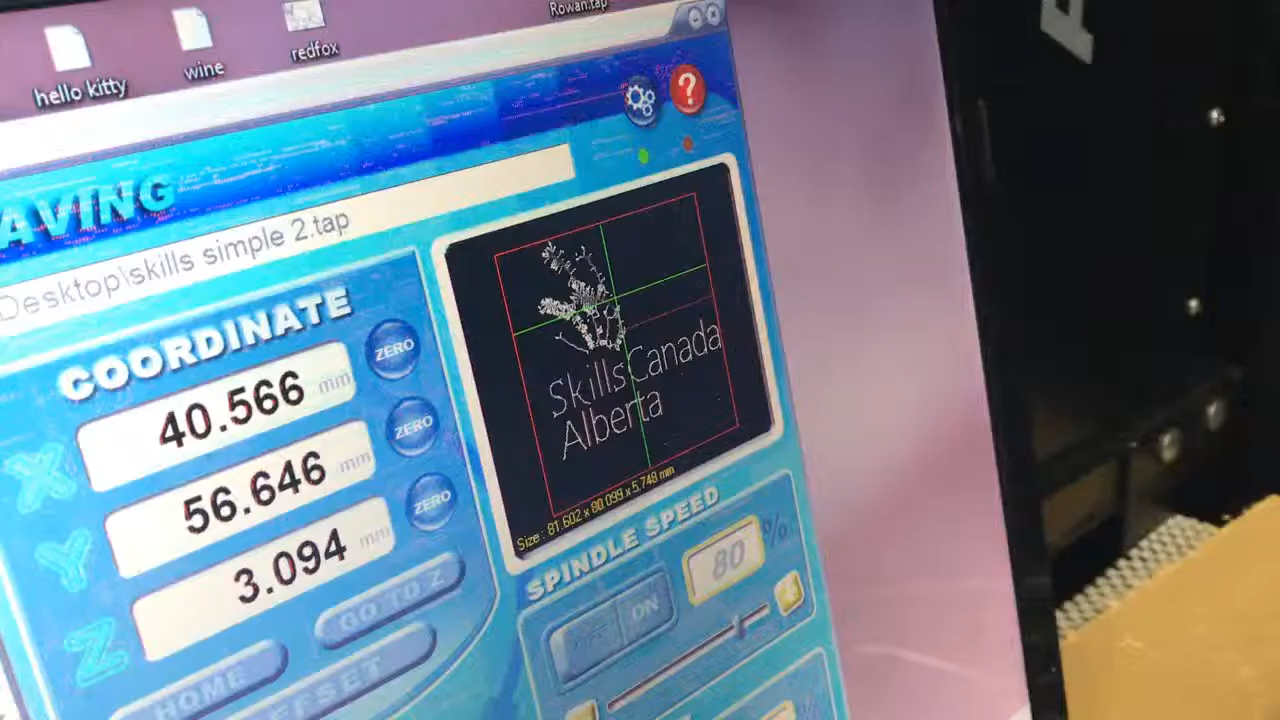 Rowan.tap
hello kitty
wine
redfox
?
AVING
Desktop\skills simple 2.tap
COORDINATE
X
40.566 mm
ZERO
Y
56.646 mm
ZERO
Z
3.094 mm
ZERO
GO TO Z
HOME
FFSET
Skills Canada
Alberta
Size : 81.602 x 80.099 x 5.748 mm
SPINDLE SPEED
ON
80 %
%